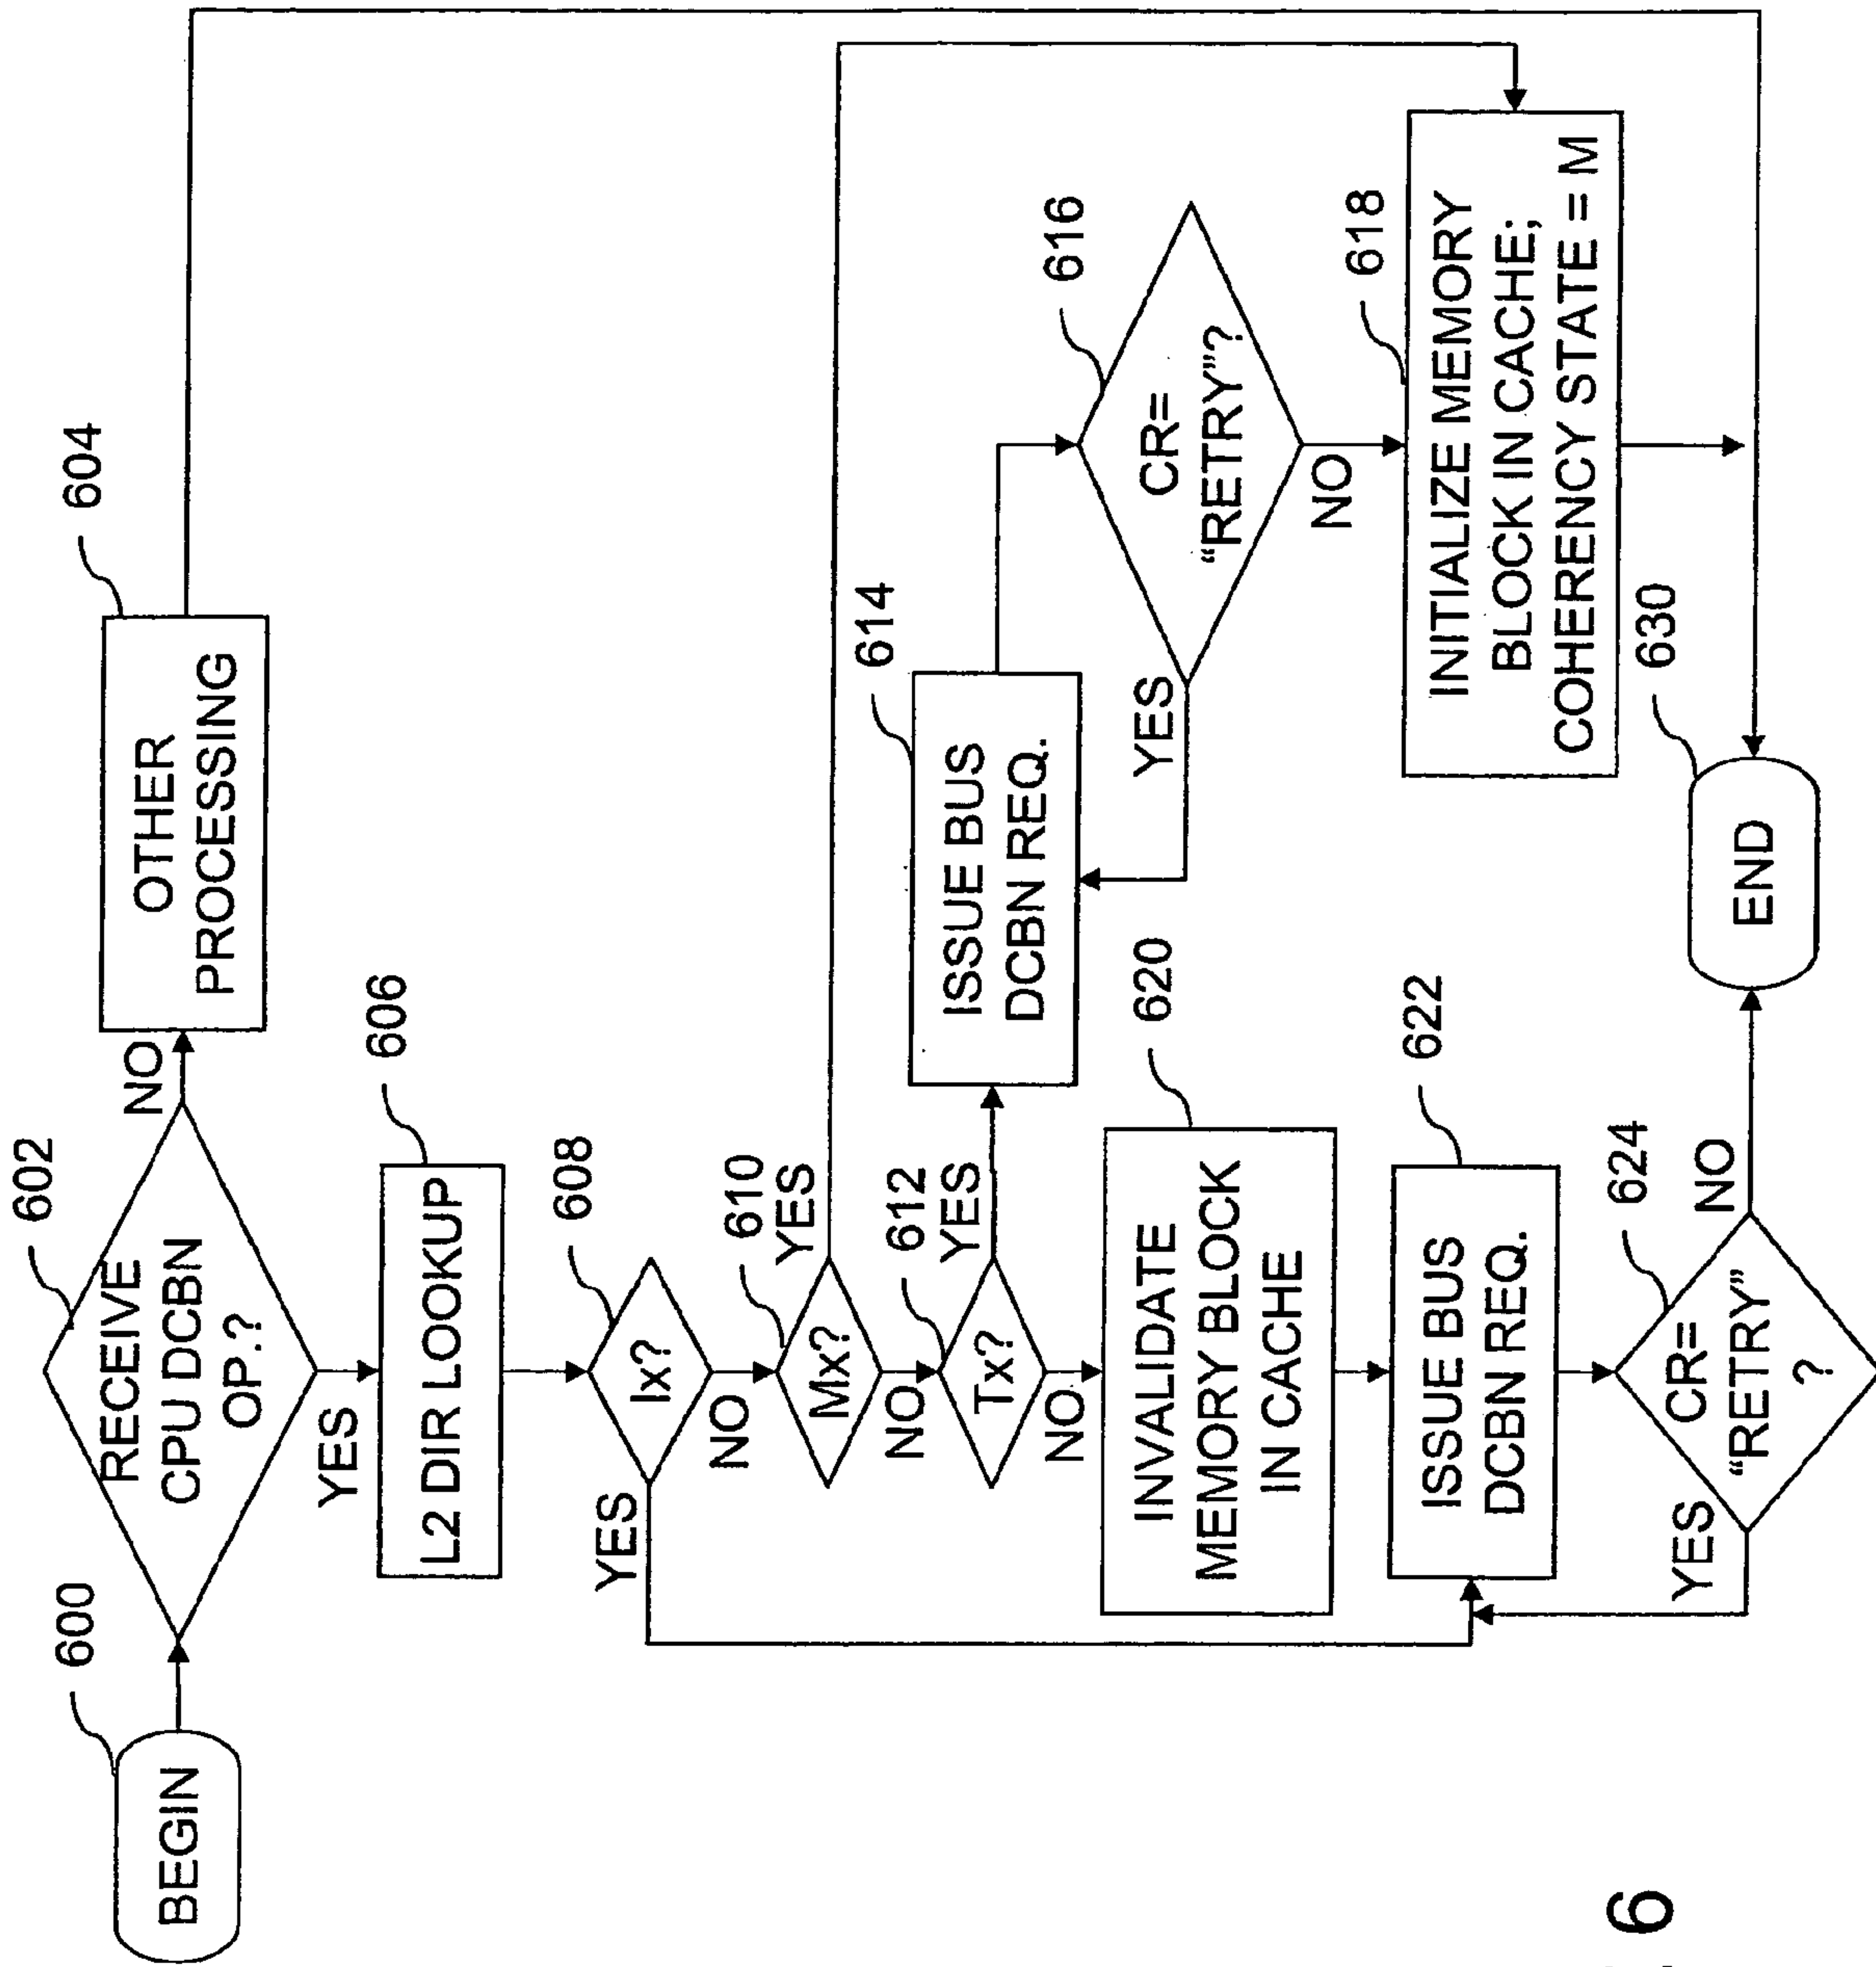 600
BEGIN
602
RECEIVE
CPU DCBN
OP.?
NO
YES
604
OTHER
PROCESSING
606
L2 DIR LOOKUP
608
Ix?
YES
NO
610
Mx?
YES
NO
612
Tx?
YES
NO
614
ISSUE BUS
DCBN REQ.
616
CR=
“RETRY”?
YES
NO
618
INITIALIZE MEMORY
BLOCK IN CACHE;
COHERENCY STATE = M
620
INVALIDATE
MEMORY BLOCK
IN CACHE
622
ISSUE BUS
DCBN REQ.
624
CR=
“RETRY”
?
YES
NO
630
END
6